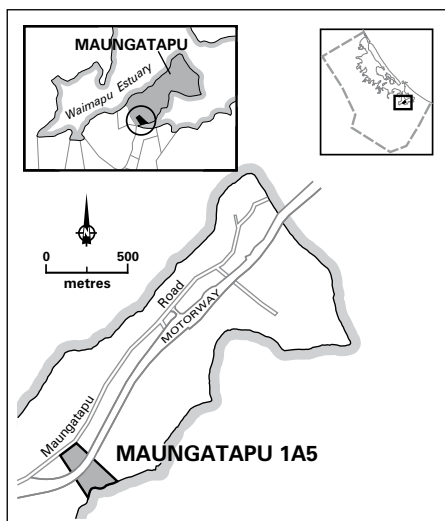 MAUNGATAPU
Waimapu Estuary
0 500
metres
Road
MOTORWAY
Maungatapu
MAUNGATAPU 1A5